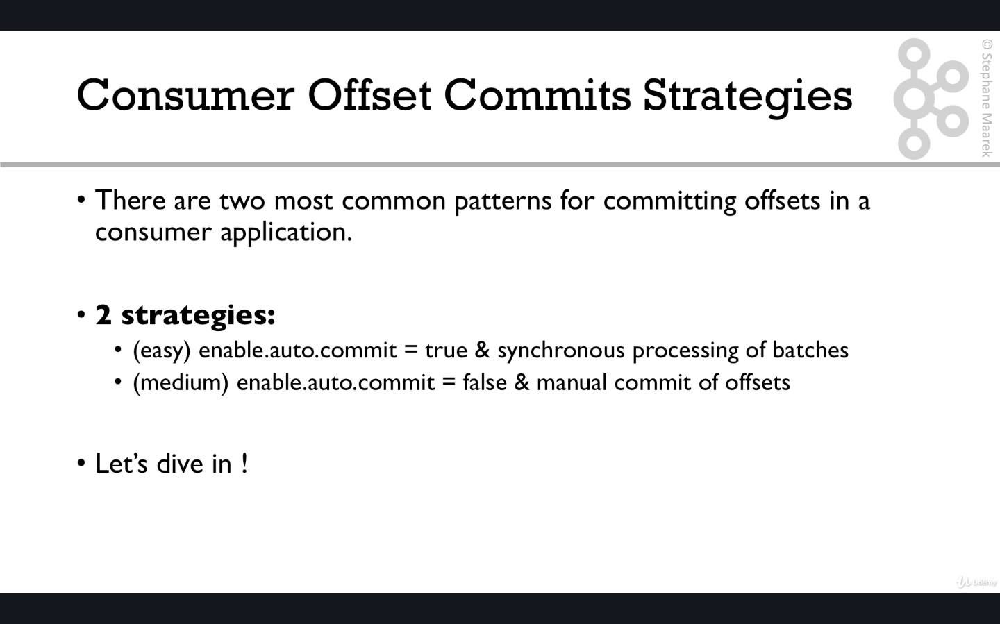 Consumer Offset Commits Strategies
© Stephane Maarek
• There are two most common patterns for committing offsets in a
consumer application.
• 2 strategies:
• (easy) enable.auto.commit = true & synchronous processing of batches
• (medium) enable.auto.commit = false & manual commit of offsets
• Let’s dive in !
Udemy